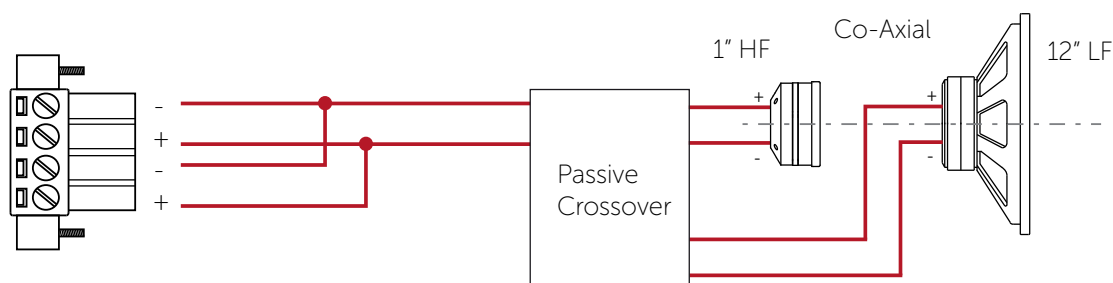 Co-Axial
1” HF
12” LF
-
+
-
+
+
-
+
-
Passive
Crossover